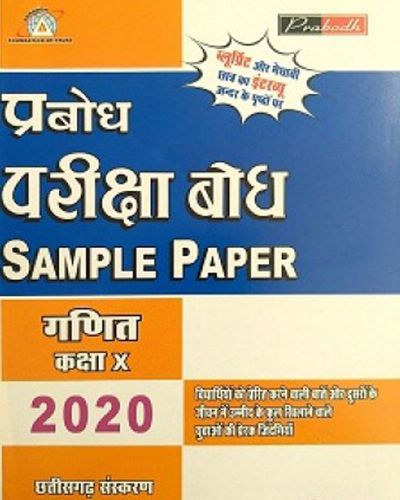 Prabodh
ब्लूप्रिंट और मेधावी
छात्र का इंटरव्यू
अन्दर के पृष्ठों पर
प्रबोध
परीक्षा बोध
SAMPLE PAPER
गणित
कक्षा X
2020
विद्यार्थियों को प्रेरित करने वाली बातें और दूसरों के
जीवन में उम्मीद के फूल खिलाने वाले
युवाओं की प्रेरक जिंदगियाँ
छत्तीसगढ़ संस्करण